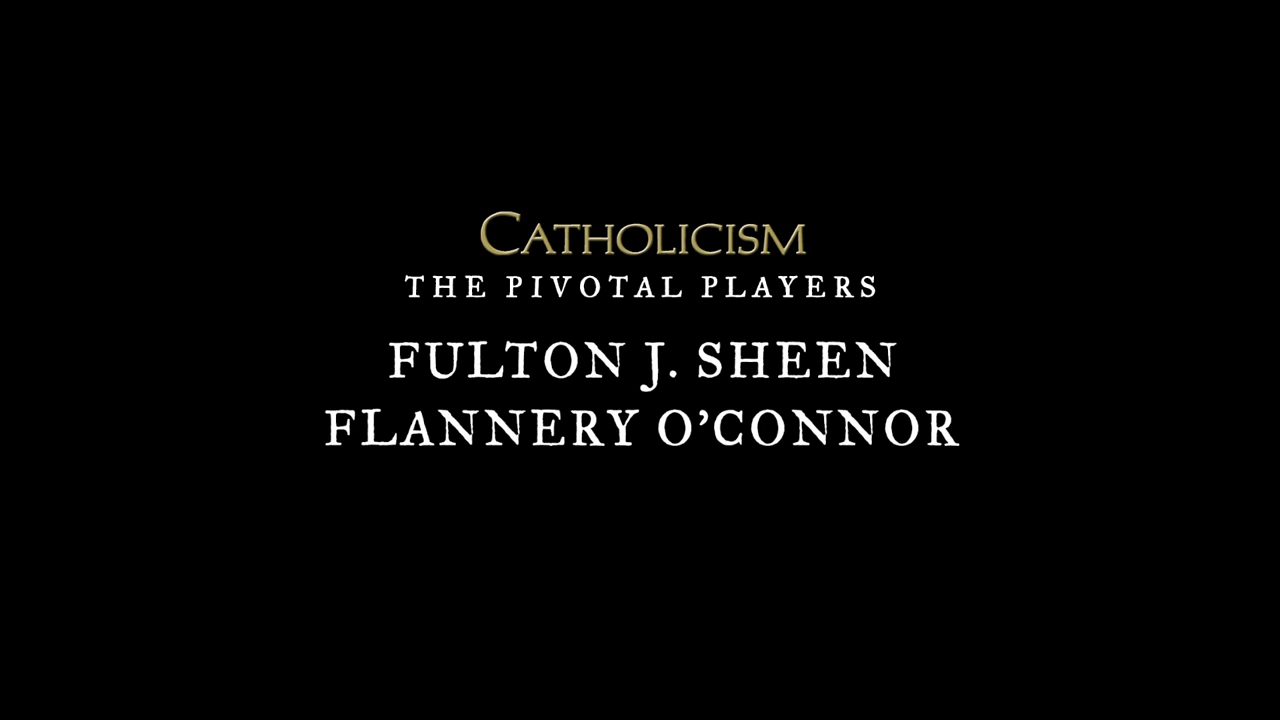 CATHOLICISM
THE PIVOTAL PLAYERS
FULTON J. SHEEN
FLANNERY O'CONNOR